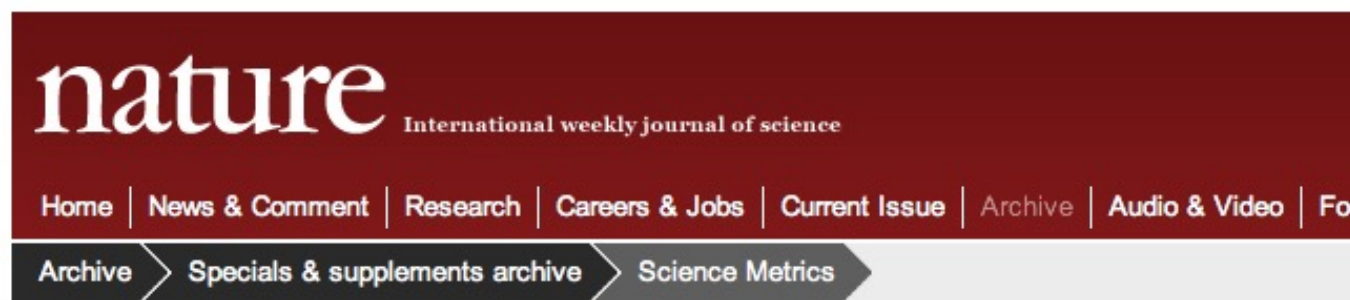 nature International weekly journal of science
Home News & Comment Research Careers & Jobs Current Issue Archive Audio & Video Fo
Archive Specials & supplements archive Science Metrics